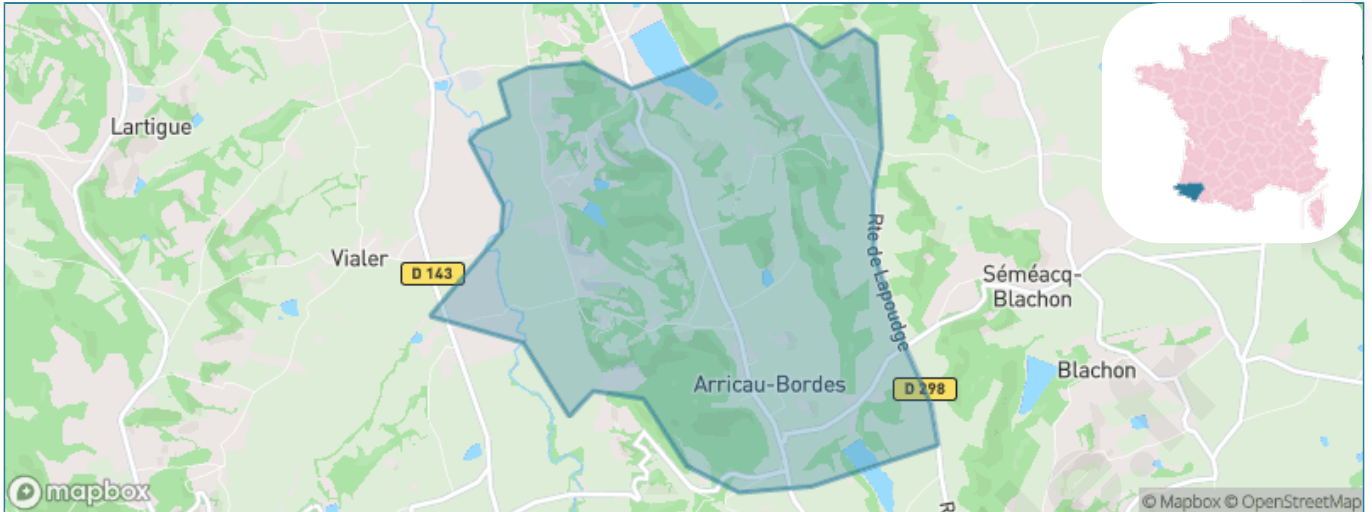 Lartigue
Vialer
D 143
Rte de Lapoudge
Séméacq-
Blachon
Blachon
Arricau-Bordes
D 298
R
mapbox
© Mapbox © OpenStreetMap